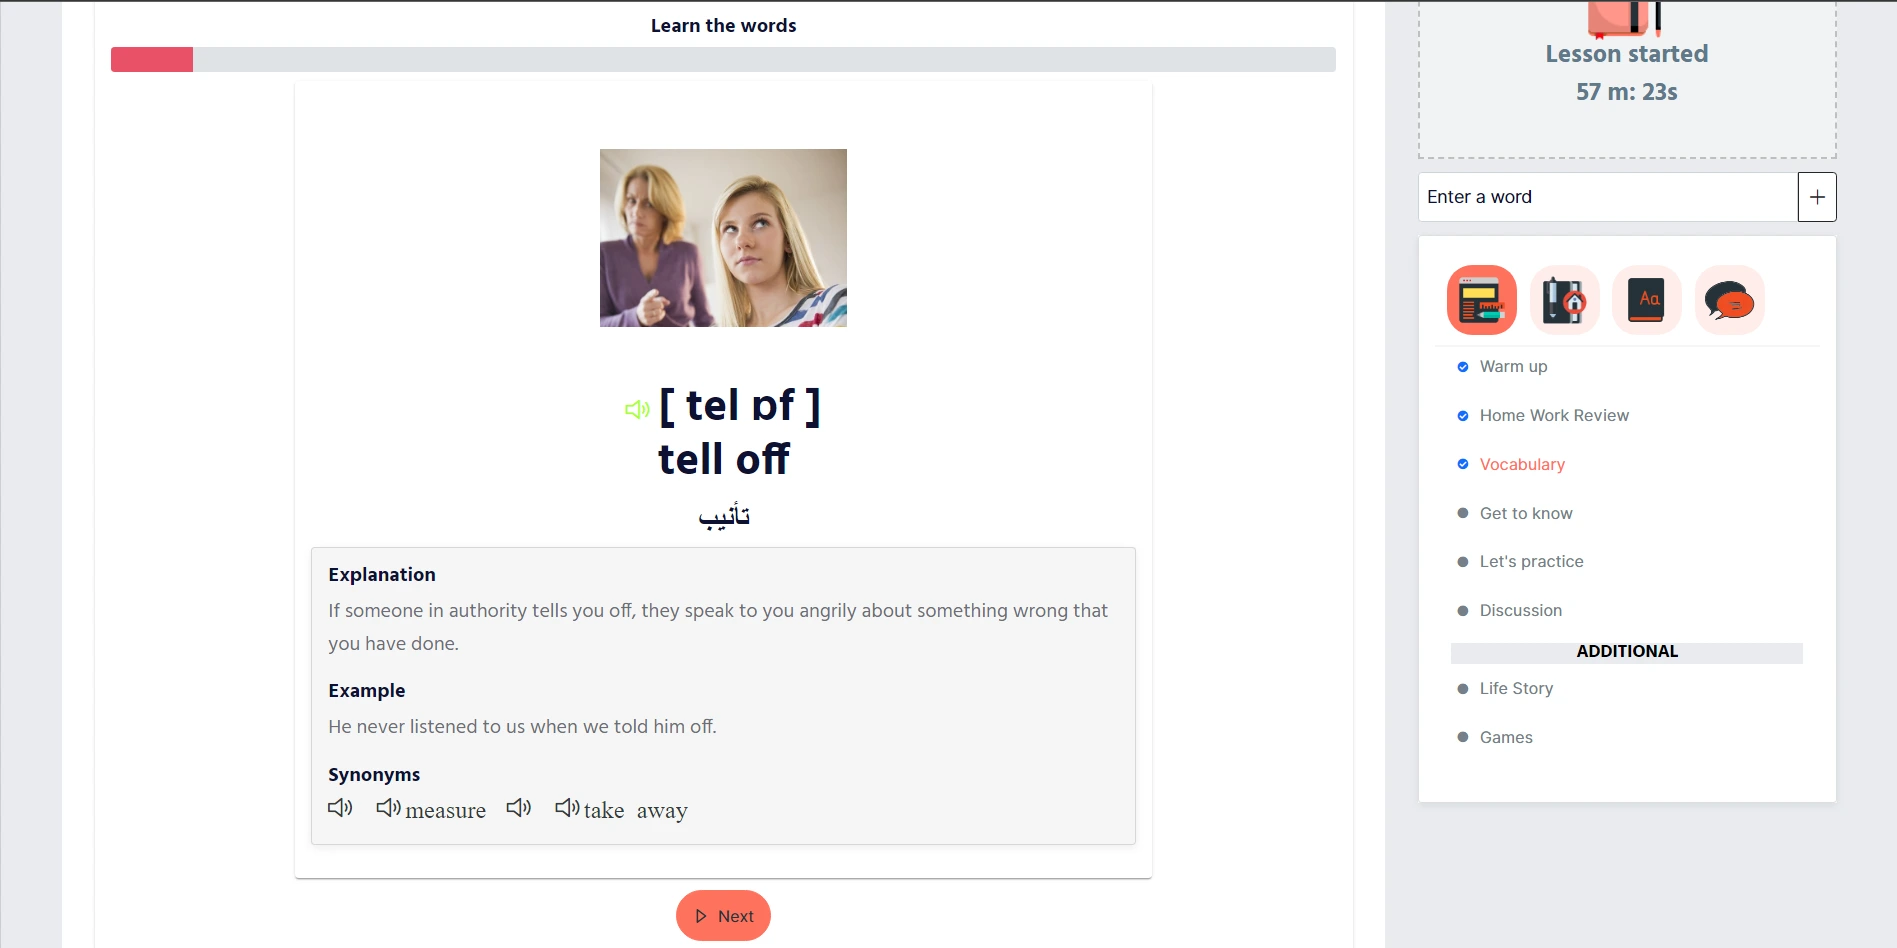 Learn the words
[ tel ɒf ]
tell off
تأنيب
Explanation
If someone in authority tells you off, they speak to you angrily about something wrong that
you have done.
Example
He never listened to us when we told him off.
Synonyms
measure take away
Next
Lesson started
57 m: 23s
Enter a word
Aa
Warm up
Home Work Review
Vocabulary
Get to know
Let's practice
Discussion
ADDITIONAL
Life Story
Games